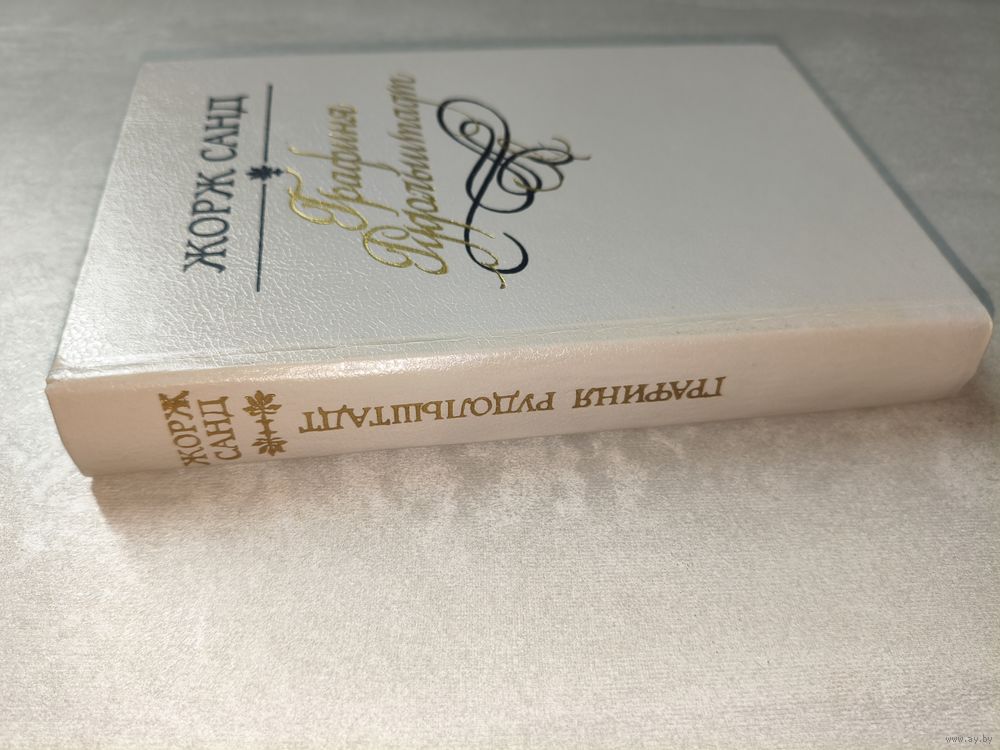 ЖОРЖ САНД
Графиня
Рудольштадт
ЖОРЖ
САНД
ГРАФИНЯ РУДОЛЬШТАДТ
www.ay.by